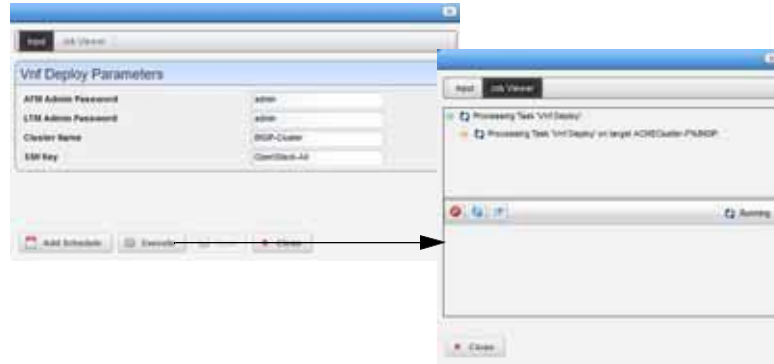 Input Job Viewer
Vnf Deploy Parameters
ATM Admin Password admin
LTM Admin Password admin
Cluster Name BIGIP-Cluster
SSH Key OpenStack-All
Add Schedule Execute Close
Input Job Viewer
Processing Task 'Vnf Deploy'
Processing Task 'Vnf Deploy' on target
Running
Close